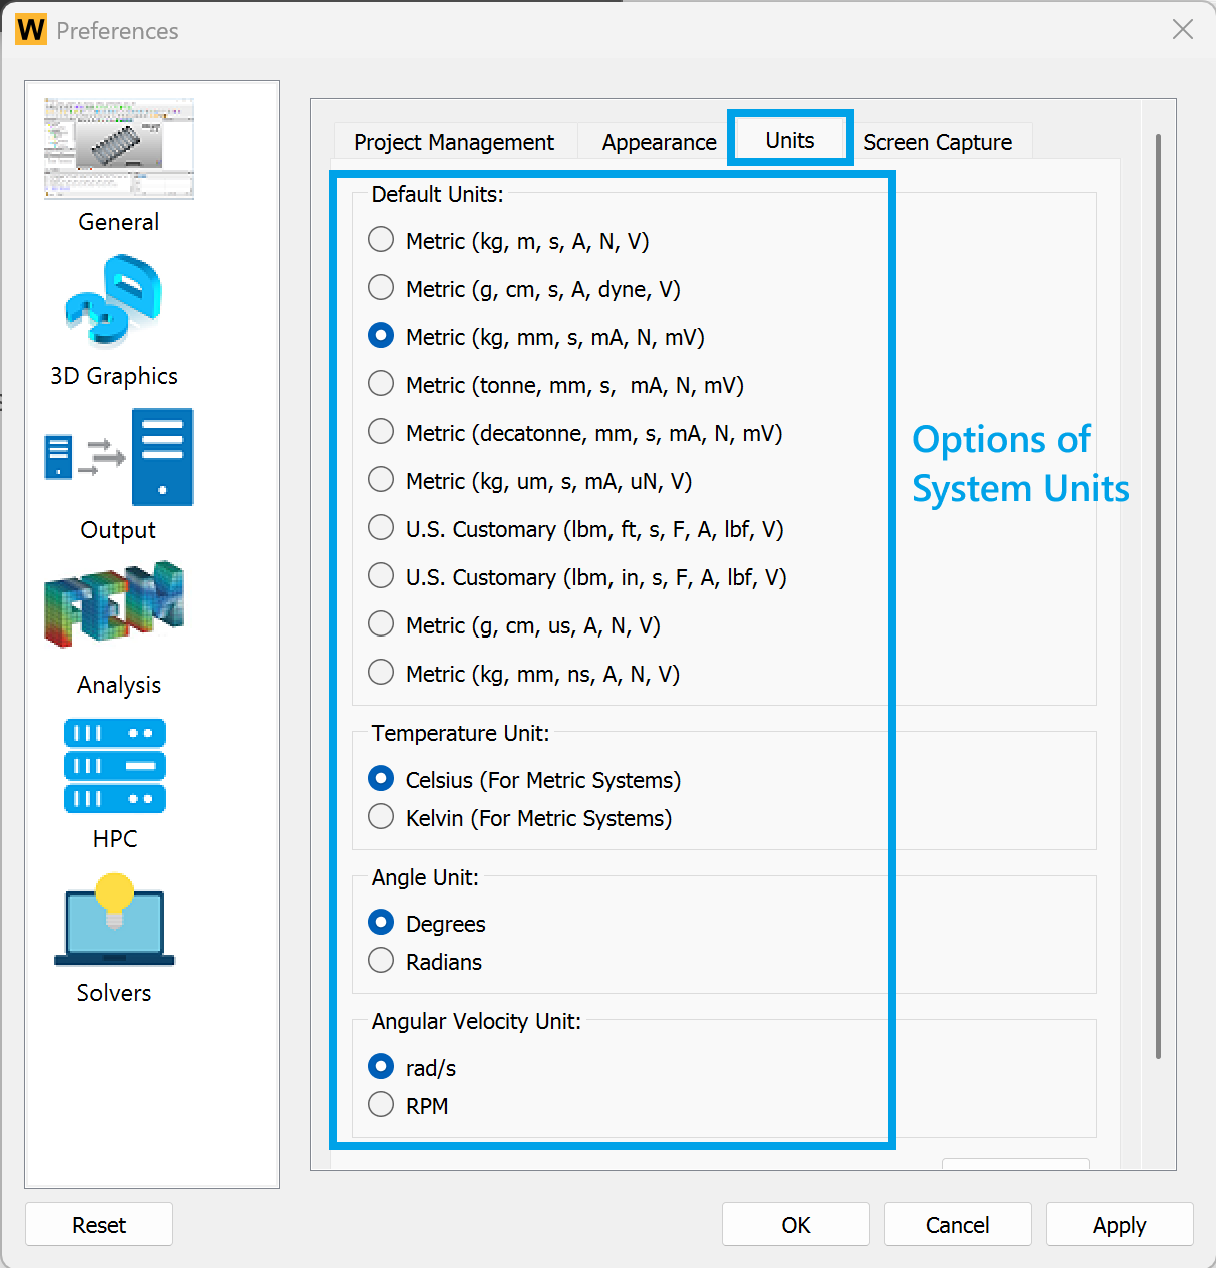 W Preferences
General
3D Graphics
Output
FEM
Analysis
HPC
Solvers
Project Management Appearance Units Screen Capture
Default Units:
Metric (kg, m, s, A, N, V)
Metric (g, cm, s, A, dyne, V)
Metric (kg, mm, s, mA, N, mV)
Metric (tonne, mm, s, mA, N, mV)
Metric (decatonne, mm, s, mA, N, mV)
Metric (kg, um, s, mA, uN, V)
U.S. Customary (lbm, ft, s, F, A, lbf, V)
U.S. Customary (lbm, in, s, F, A, lbf, V)
Metric (g, cm, us, A, N, V)
Metric (kg, mm, ns, A, N, V)
Options of
System Units
Temperature Unit:
Celsius (For Metric Systems)
Kelvin (For Metric Systems)
Angle Unit:
Degrees
Radians
Angular Velocity Unit:
rad/s
RPM
Reset OK Cancel Apply